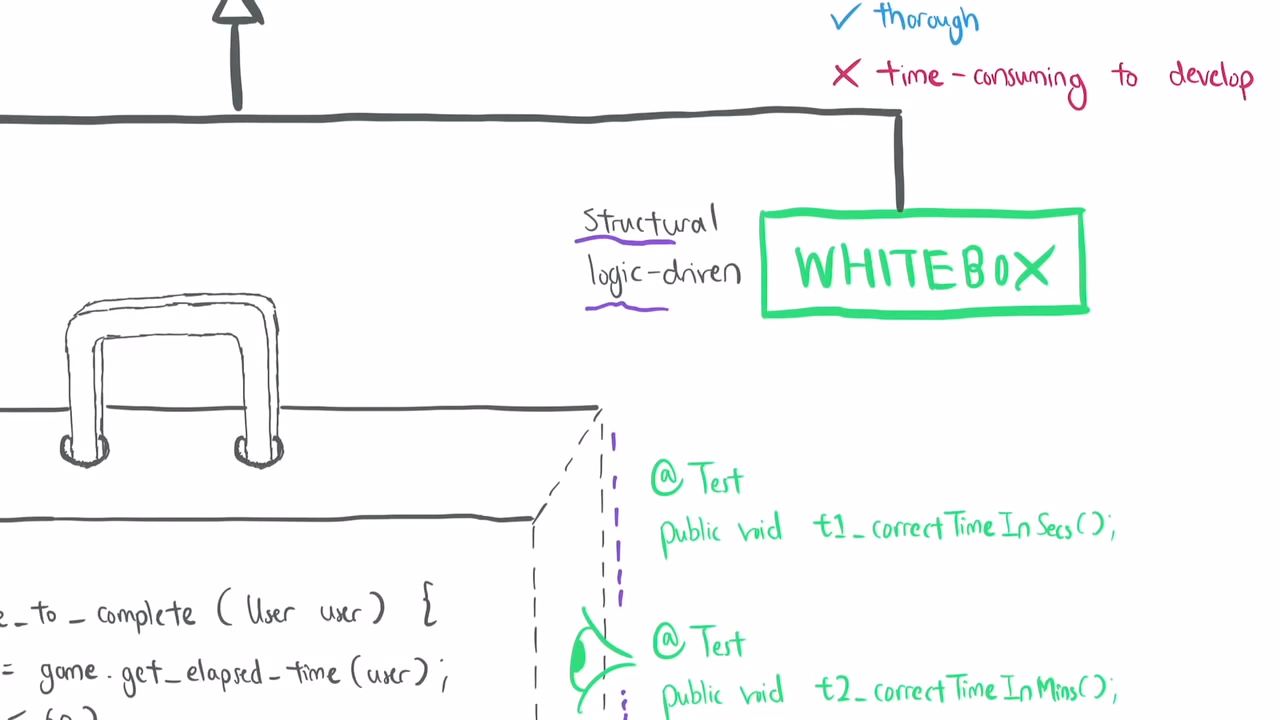 ✓ thorough
✗ time-consuming to develop
Structural
logic-driven
WHITEBOX
@Test
public void t1_correctTimeInSecs();
e_to_complete (User user) {
= game.get_elapsed_time(user);
@Test
public void t2_correctTimeInMins();